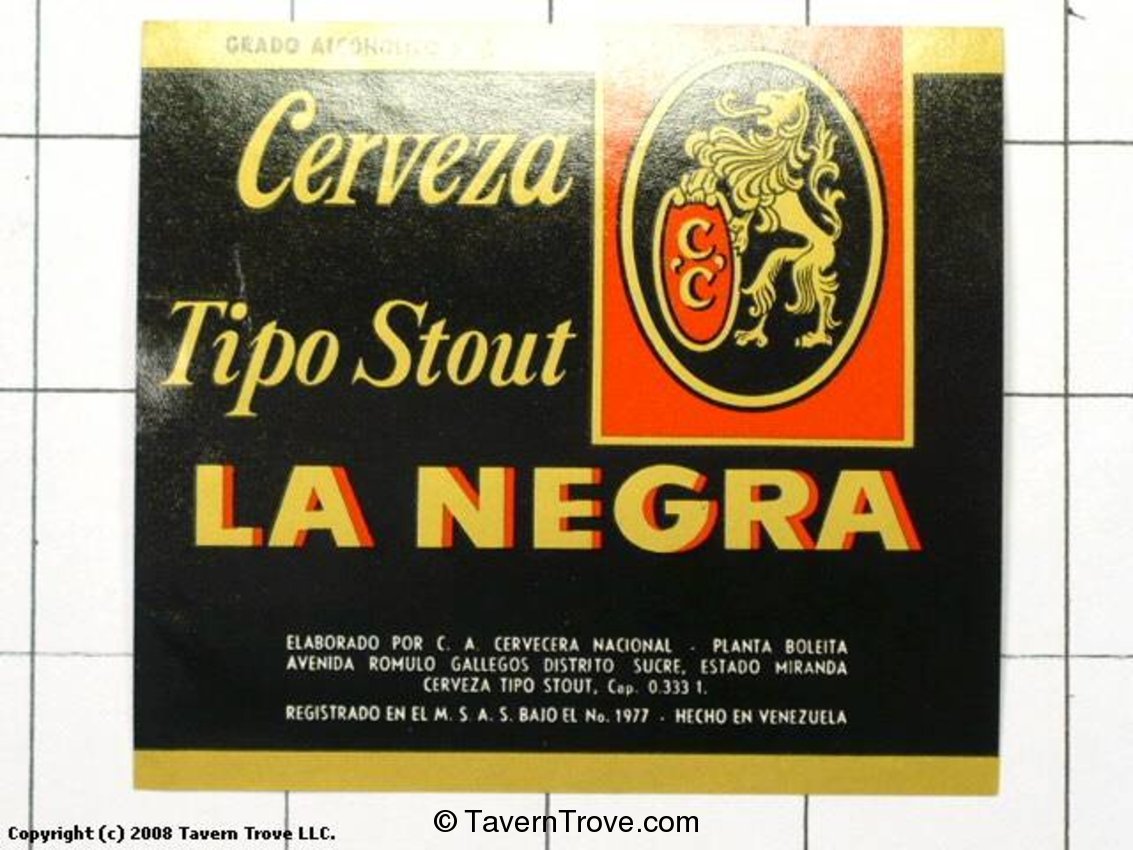 GRADO ALCOHOLICO
Cerveza
C.C
Tipo Stout
LA NEGRA
ELABORADO POR C. A. CERVECERA NACIONAL - PLANTA BOLEITA
AVENIDA ROMULO GALLEGOS DISTRITO SUCRE, ESTADO MIRANDA
CERVEZA TIPO STOUT, Cap. 0.333 l.
REGISTRADO EN EL M. S. A. S. BAJO EL No. 1977 - HECHO EN VENEZUELA
© TavernTrove.com
Copyright (c) 2008 Tavern Trove LLC.